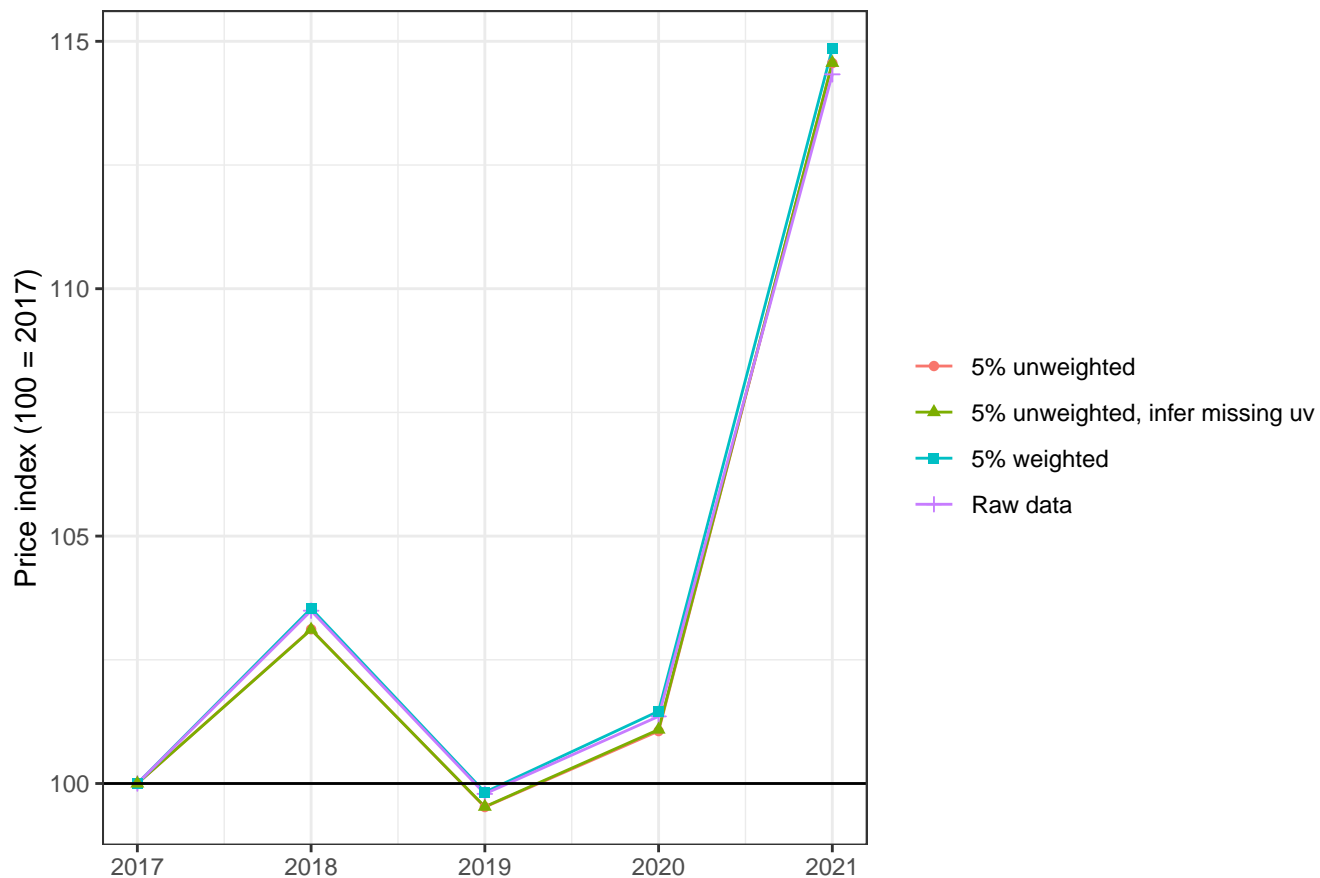 115
110
105
100
Price index (100 = 2017)
2017 2018 2019 2020 2021
5% unweighted
5% unweighted, infer missing uv
5% weighted
Raw data